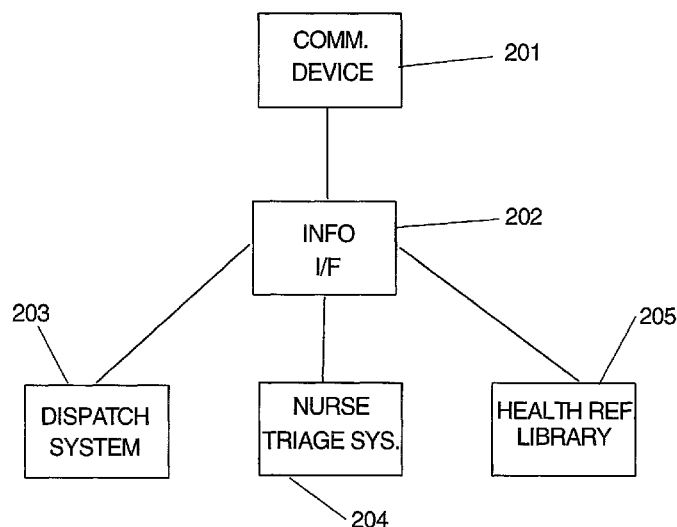 COMM.
DEVICE
201
INFO
I/F
202
203
DISPATCH
SYSTEM
NURSE
TRIAGE SYS.
204
205
HEALTH REF.
LIBRARY